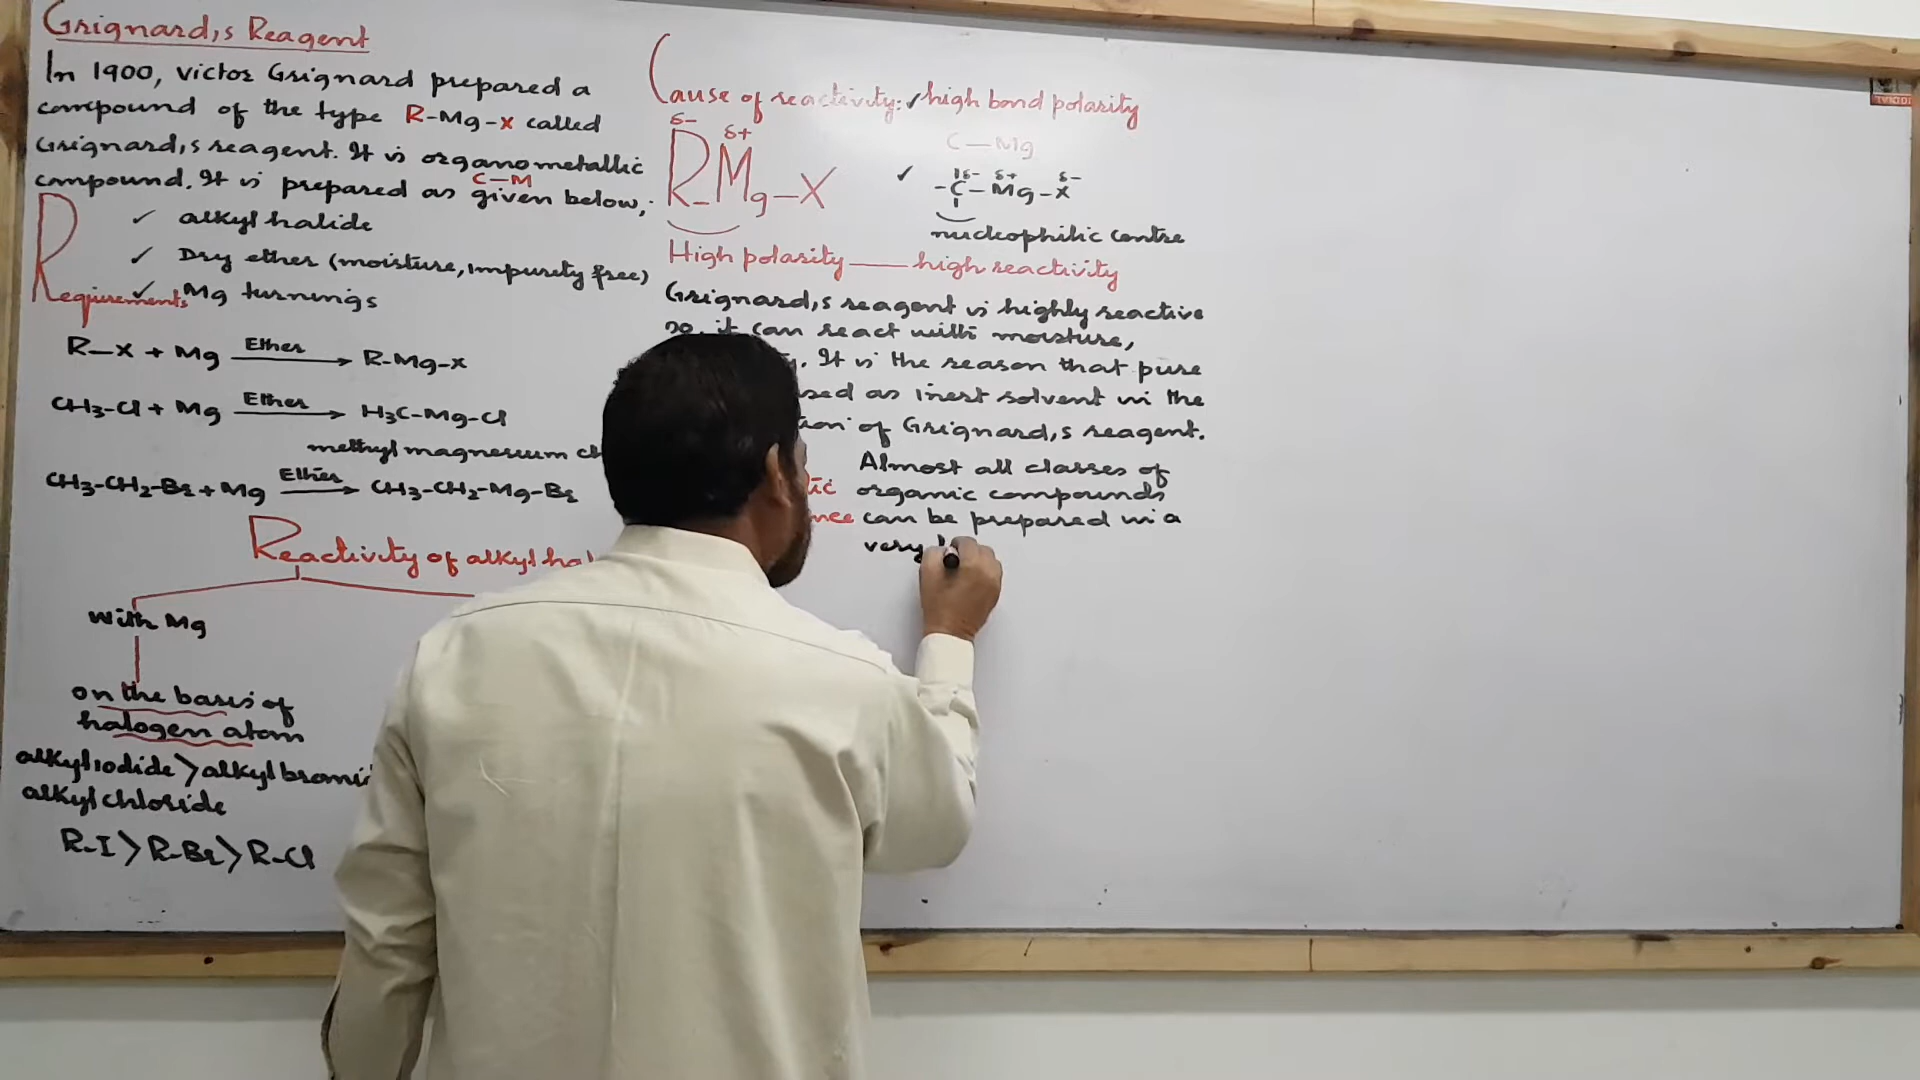 Grignard,s Reagent
In 1900, victor Grignard prepared a
compound of the type R-Mg-X called
Grignard,s reagent. It is organometallic
C-M
compound. It is prepared as given below,:
✓ alkyl halide
✓ Dry ether (moisture, impurety free)
✓ Mg turnings
Requirements
R-X + Mg Ether → R-Mg-X
CH3-Cl + Mg Ether → H3C-Mg-Cl
methyl magnesium
CH3-CH2-Br + Mg Ether → CH3-CH2-Mg-Br
Reactivity of alkyl
with Mg
on the basis of
halogen atom
alkyl iodide > alkyl
alkyl chloride
R-I > R-Br > R-Cl
Cause of reactivity: ✓ high bond polarity
δ- δ+
R-Mg-X
C-Mg
✓ δ- δ+ δ-
-C-Mg-X
nucleophilic centre
High polarity — high reactivity
Grignard,s reagent is highly reactive
so, it can react with moisture,
It is the reason that pure
as inert solvent in the
of Grignard,s reagent.
Almost all classes of
organic compounds
can be prepared in a
very